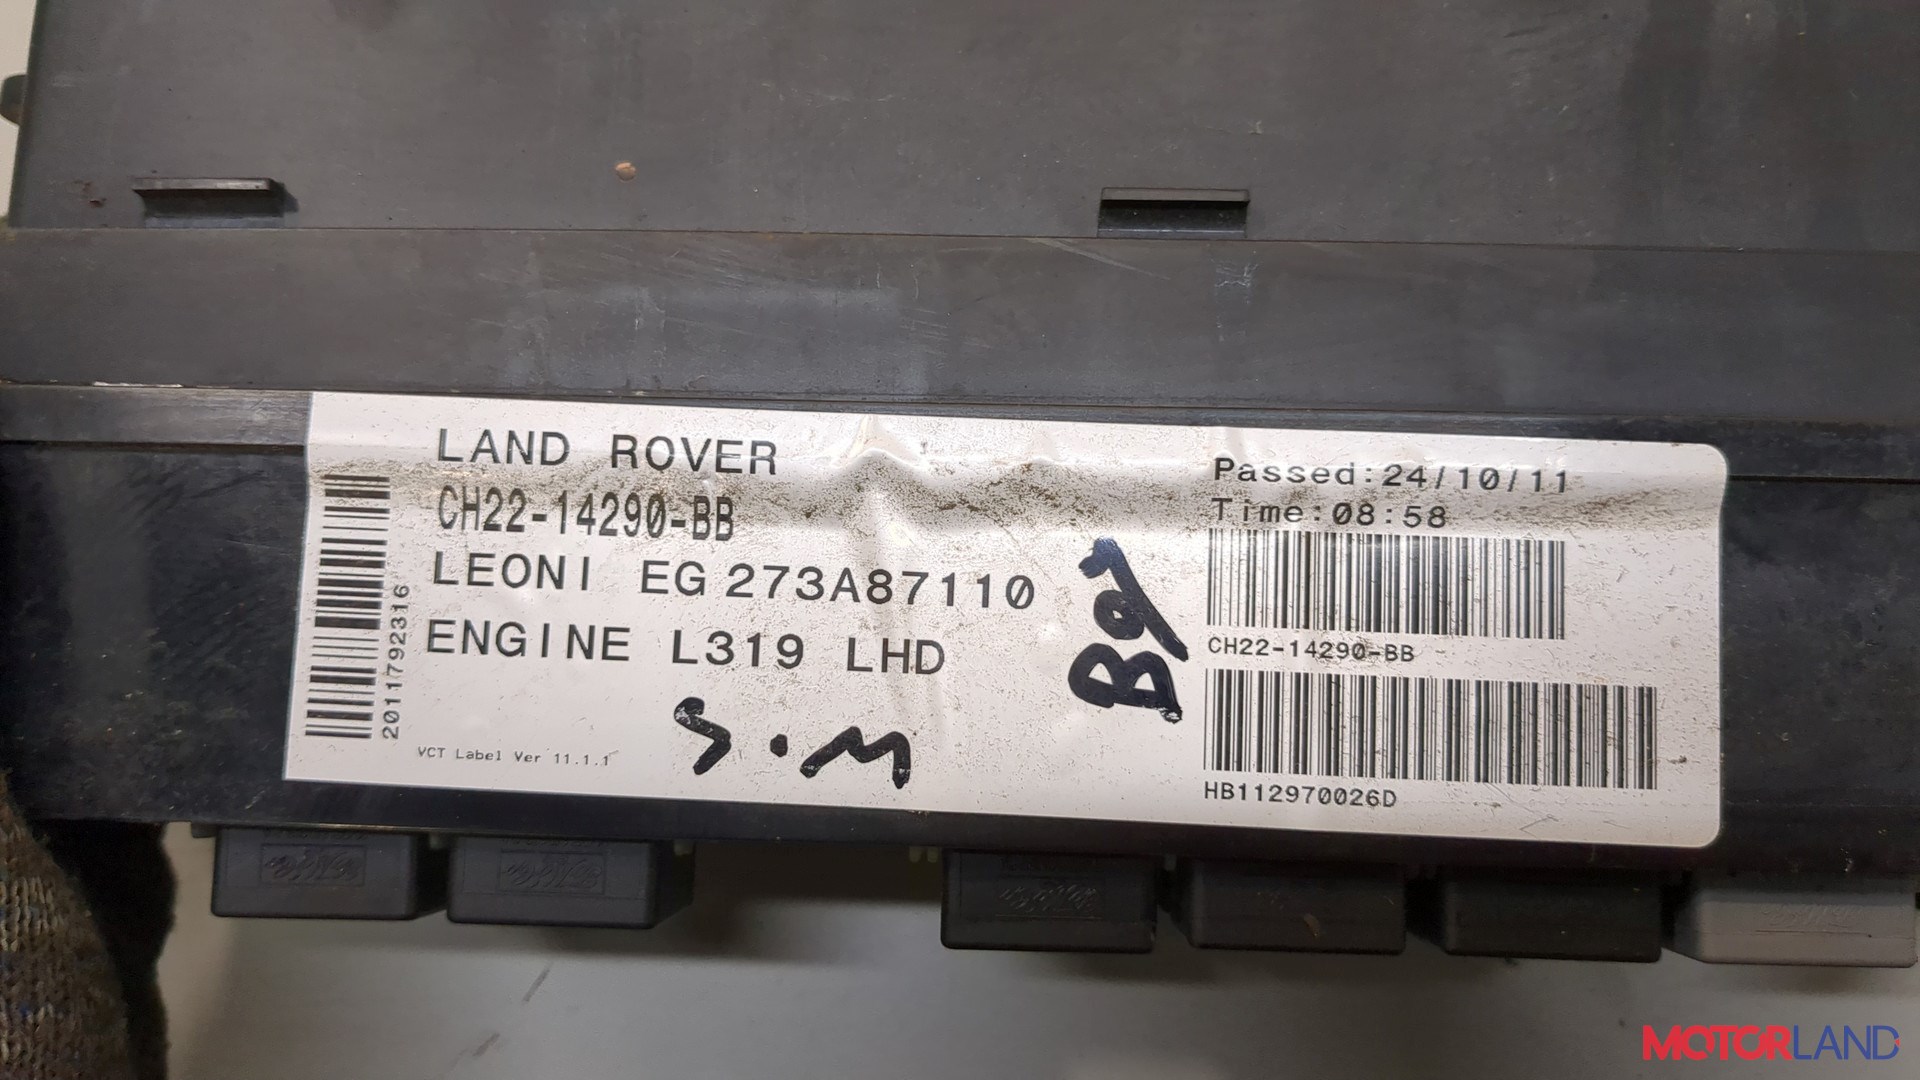 LAND ROVER
CH22-14290-BB
LEONI EG 273A87110
ENGINE L319 LHD
VCT Label Ver 11.1.1
2011792316
S.M
B9
Passed:24/10/11
Time:08:58
CH22-14290-BB
HB112970026D
MOTORLAND